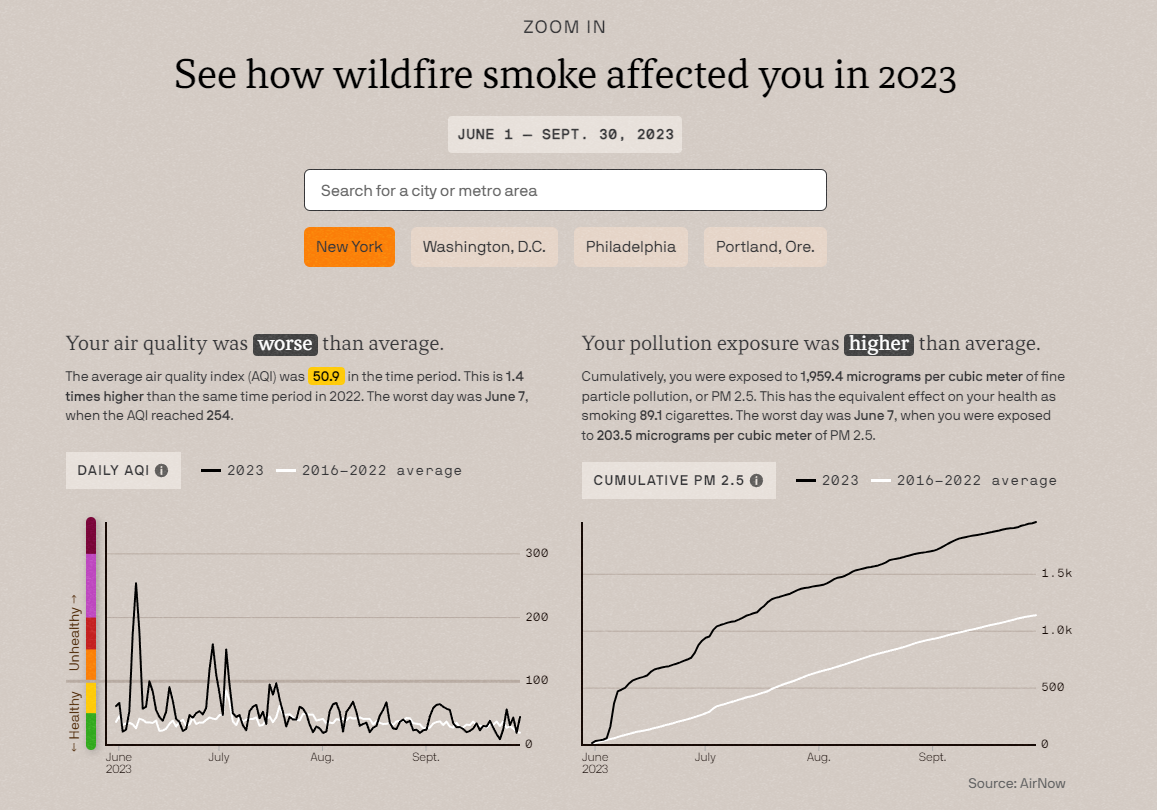 ZOOM IN
See how wildfire smoke affected you in 2023
JUNE 1 — SEPT. 30, 2023
Search for a city or metro area
New York
Washington, D.C.
Philadelphia
Portland, Ore.
Your air quality was worse than average.
The average air quality index (AQI) was 50.9 in the time period. This is 1.4
times higher than the same time period in 2022. The worst day was June 7,
when the AQI reached 254.
DAILY AQI i
2023
2016–2022 average
300
200
100
0
Unhealthy →
← Healthy
June
2023
July
Aug.
Sept.
Your pollution exposure was higher than average.
Cumulatively, you were exposed to 1,959.4 micrograms per cubic meter of fine
particle pollution, or PM 2.5. This has the equivalent effect on your health as
smoking 89.1 cigarettes. The worst day was June 7, when you were exposed
to 203.5 micrograms per cubic meter of PM 2.5.
CUMULATIVE PM 2.5 i
2023
2016–2022 average
1.5k
1.0k
500
0
June
2023
July
Aug.
Sept.
Source: AirNow